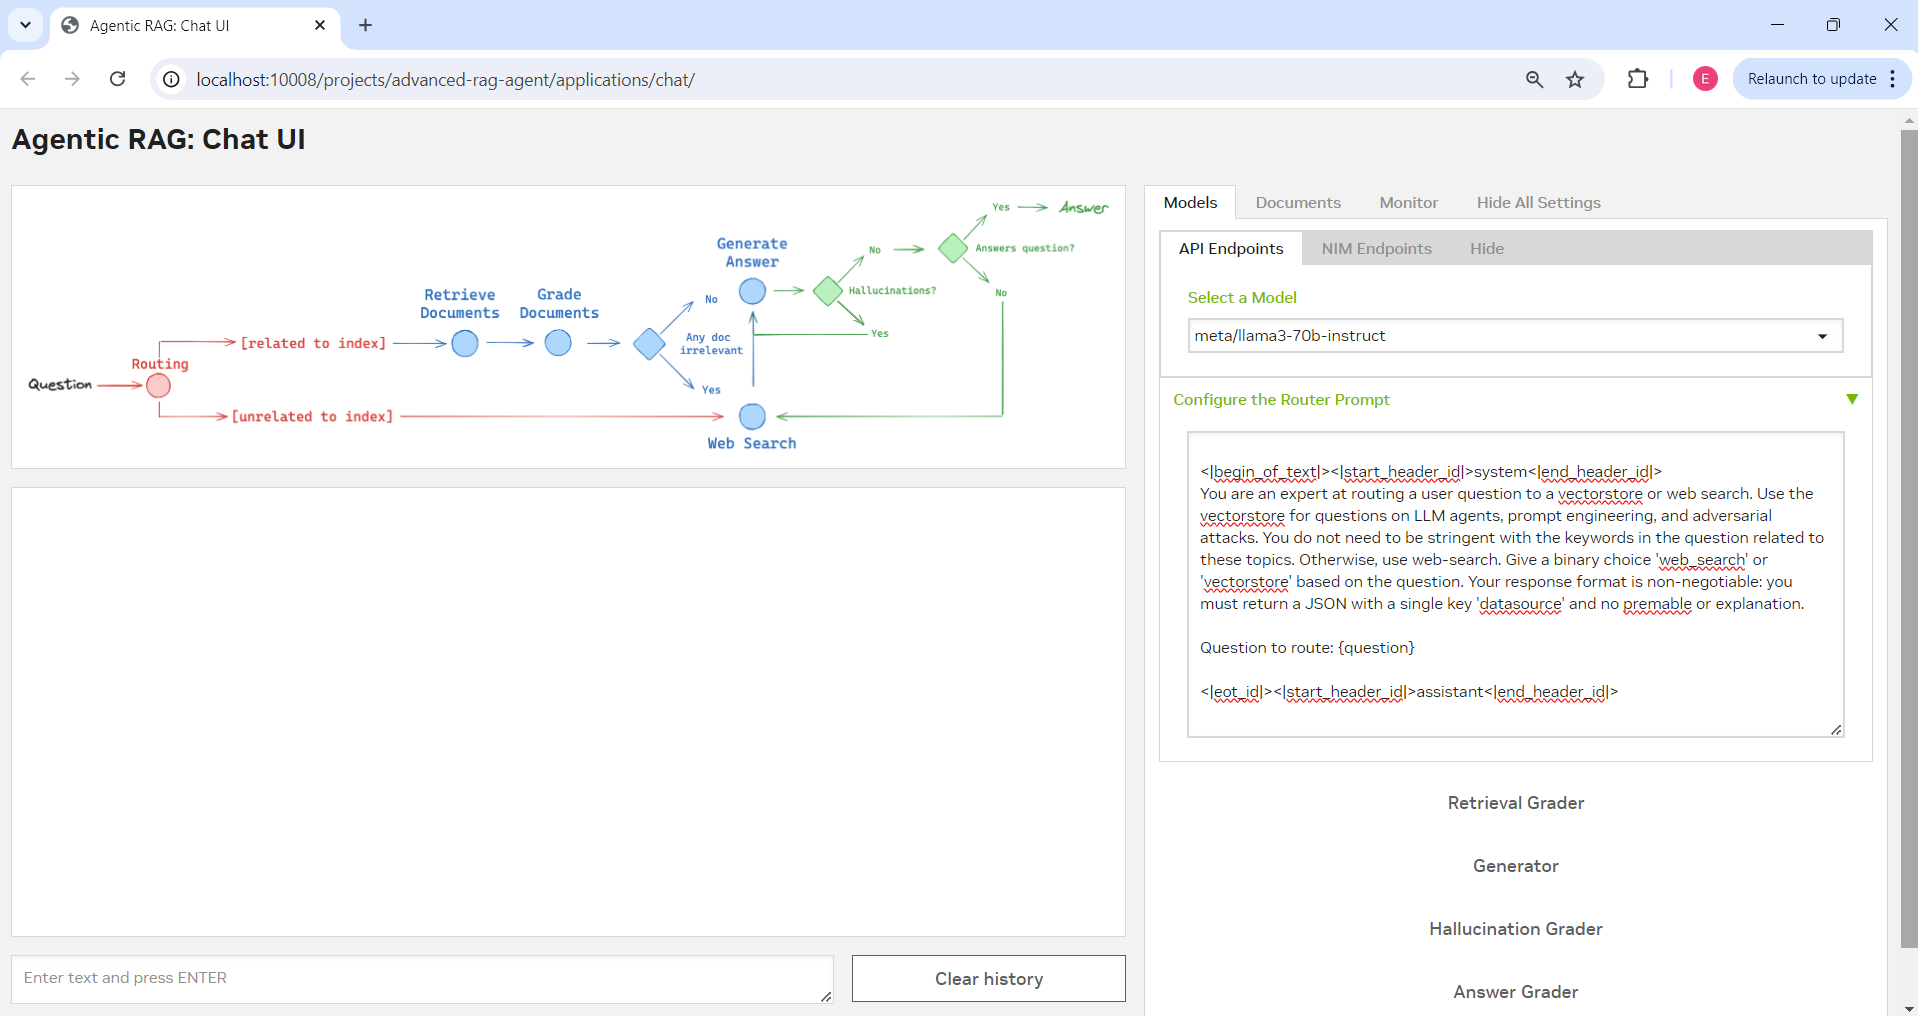 Agentic RAG: Chat UI
localhost:10008/projects/advanced-rag-agent/applications/chat/
E
Relaunch to update
Agentic RAG: Chat UI
Question
Routing
[related to index]
[unrelated to index]
Retrieve
Documents
Grade
Documents
No
Any doc
irrelevant
Yes
Generate
Answer
Web Search
Hallucinations?
No
Yes
Answers question?
Yes
Answer
No
Enter text and press ENTER
Clear history
Models
Documents
Monitor
Hide All Settings
API Endpoints
NIM Endpoints
Hide
Select a Model
meta/llama3-70b-instruct
Configure the Router Prompt
<|begin_of_text|><|start_header_id|>system<|end_header_id|>
You are an expert at routing a user question to a vectorstore or web search. Use the
vectorstore for questions on LLM agents, prompt engineering, and adversarial
attacks. You do not need to be stringent with the keywords in the question related to
these topics. Otherwise, use web-search. Give a binary choice 'web_search' or
'vectorstore' based on the question. Your response format is non-negotiable: you
must return a JSON with a single key 'datasource' and no premable or explanation.
Question to route: {question}
<|eot_id|><|start_header_id|>assistant<|end_header_id|>
Retrieval Grader
Generator
Hallucination Grader
Answer Grader